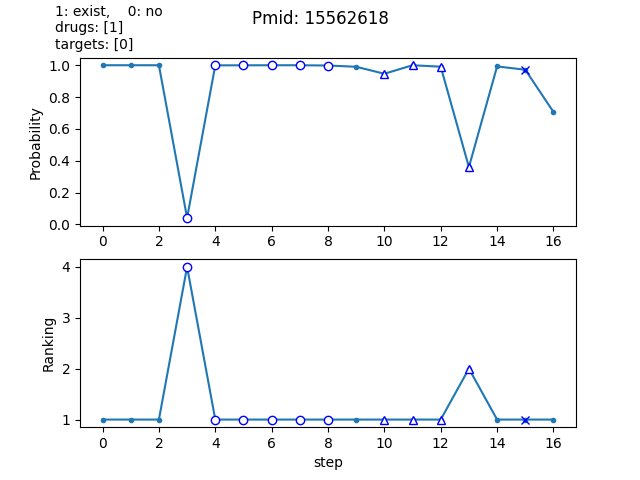 1: exist,    0: no
drugs: [1]
targets: [0]
Pmid: 15562618
1.0
0.8
0.6
0.4
0.2
0.0
Probability
0 2 4 6 8 10 12 14 16
4
3
2
1
Ranking
0 2 4 6 8 10 12 14 16
step